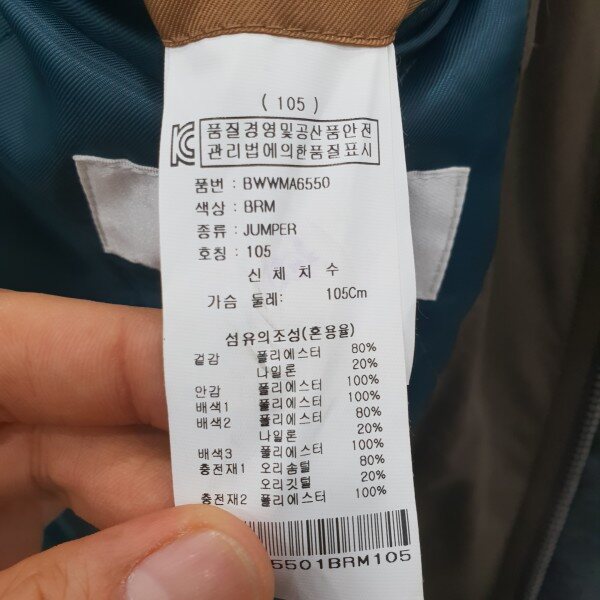 ( 105 )
KC
품질경영및공산품안전
관리법에의한품질표시
품번 : BWWMA6550
색상 : BRM
종류 : JUMPER
호칭 : 105
신 체 치 수
가슴 둘레: 105Cm
섬유의조성(혼용율)
겉감 폴리에스터 80%
나일론 20%
안감 폴리에스터 100%
배색1 폴리에스터 100%
배색2 폴리에스터 80%
나일론 20%
배색3 폴리에스터 100%
충전재1 오리솜털 80%
오리깃털 20%
충전재2 폴리에스터 100%
5501BRM105